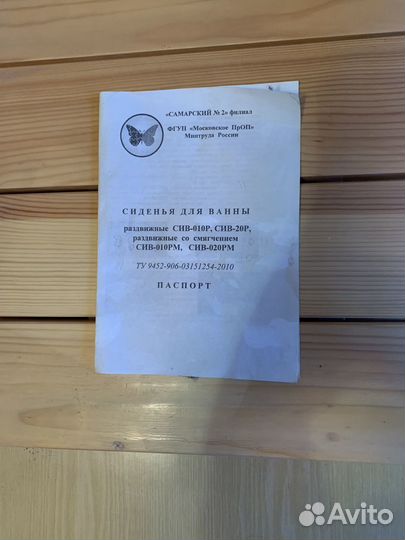 «САМАРСКИЙ № 2» филиал
ФГУП «Московское ПрОП»
Минтруда России
СИДЕНЬЯ ДЛЯ ВАННЫ
раздвижные СИВ-010Р, СИВ-20Р,
раздвижные со смягчением
СИВ-010РМ, СИВ-020РМ
ТУ 9452-906-03151254-2010
ПАСПОРТ
Avito